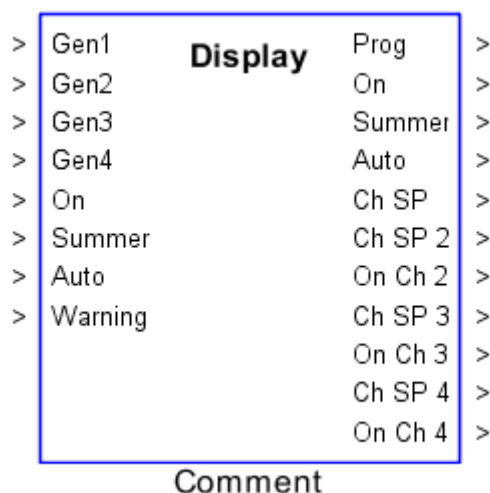 > Gen1 Display Prog >
> Gen2 On >
> Gen3 Summer >
> Gen4 Auto >
> On Ch SP >
> Summer Ch SP 2 >
> Auto On Ch 2 >
> Warning Ch SP 3 >
On Ch 3 >
Ch SP 4 >
On Ch 4 >
Comment